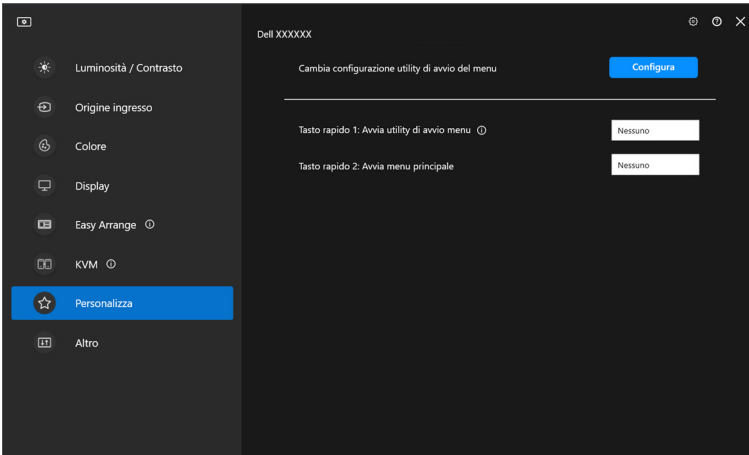 Dell XXXXXX
Luminosità / Contrasto
Cambia configurazione utility di avvio del menu
Configura
Origine ingresso
Colore
Tasto rapido 1: Avvia utility di avvio menu
Nessuno
Tasto rapido 2: Avvia menu principale
Nessuno
Display
Easy Arrange
KVM
Personalizza
Altro